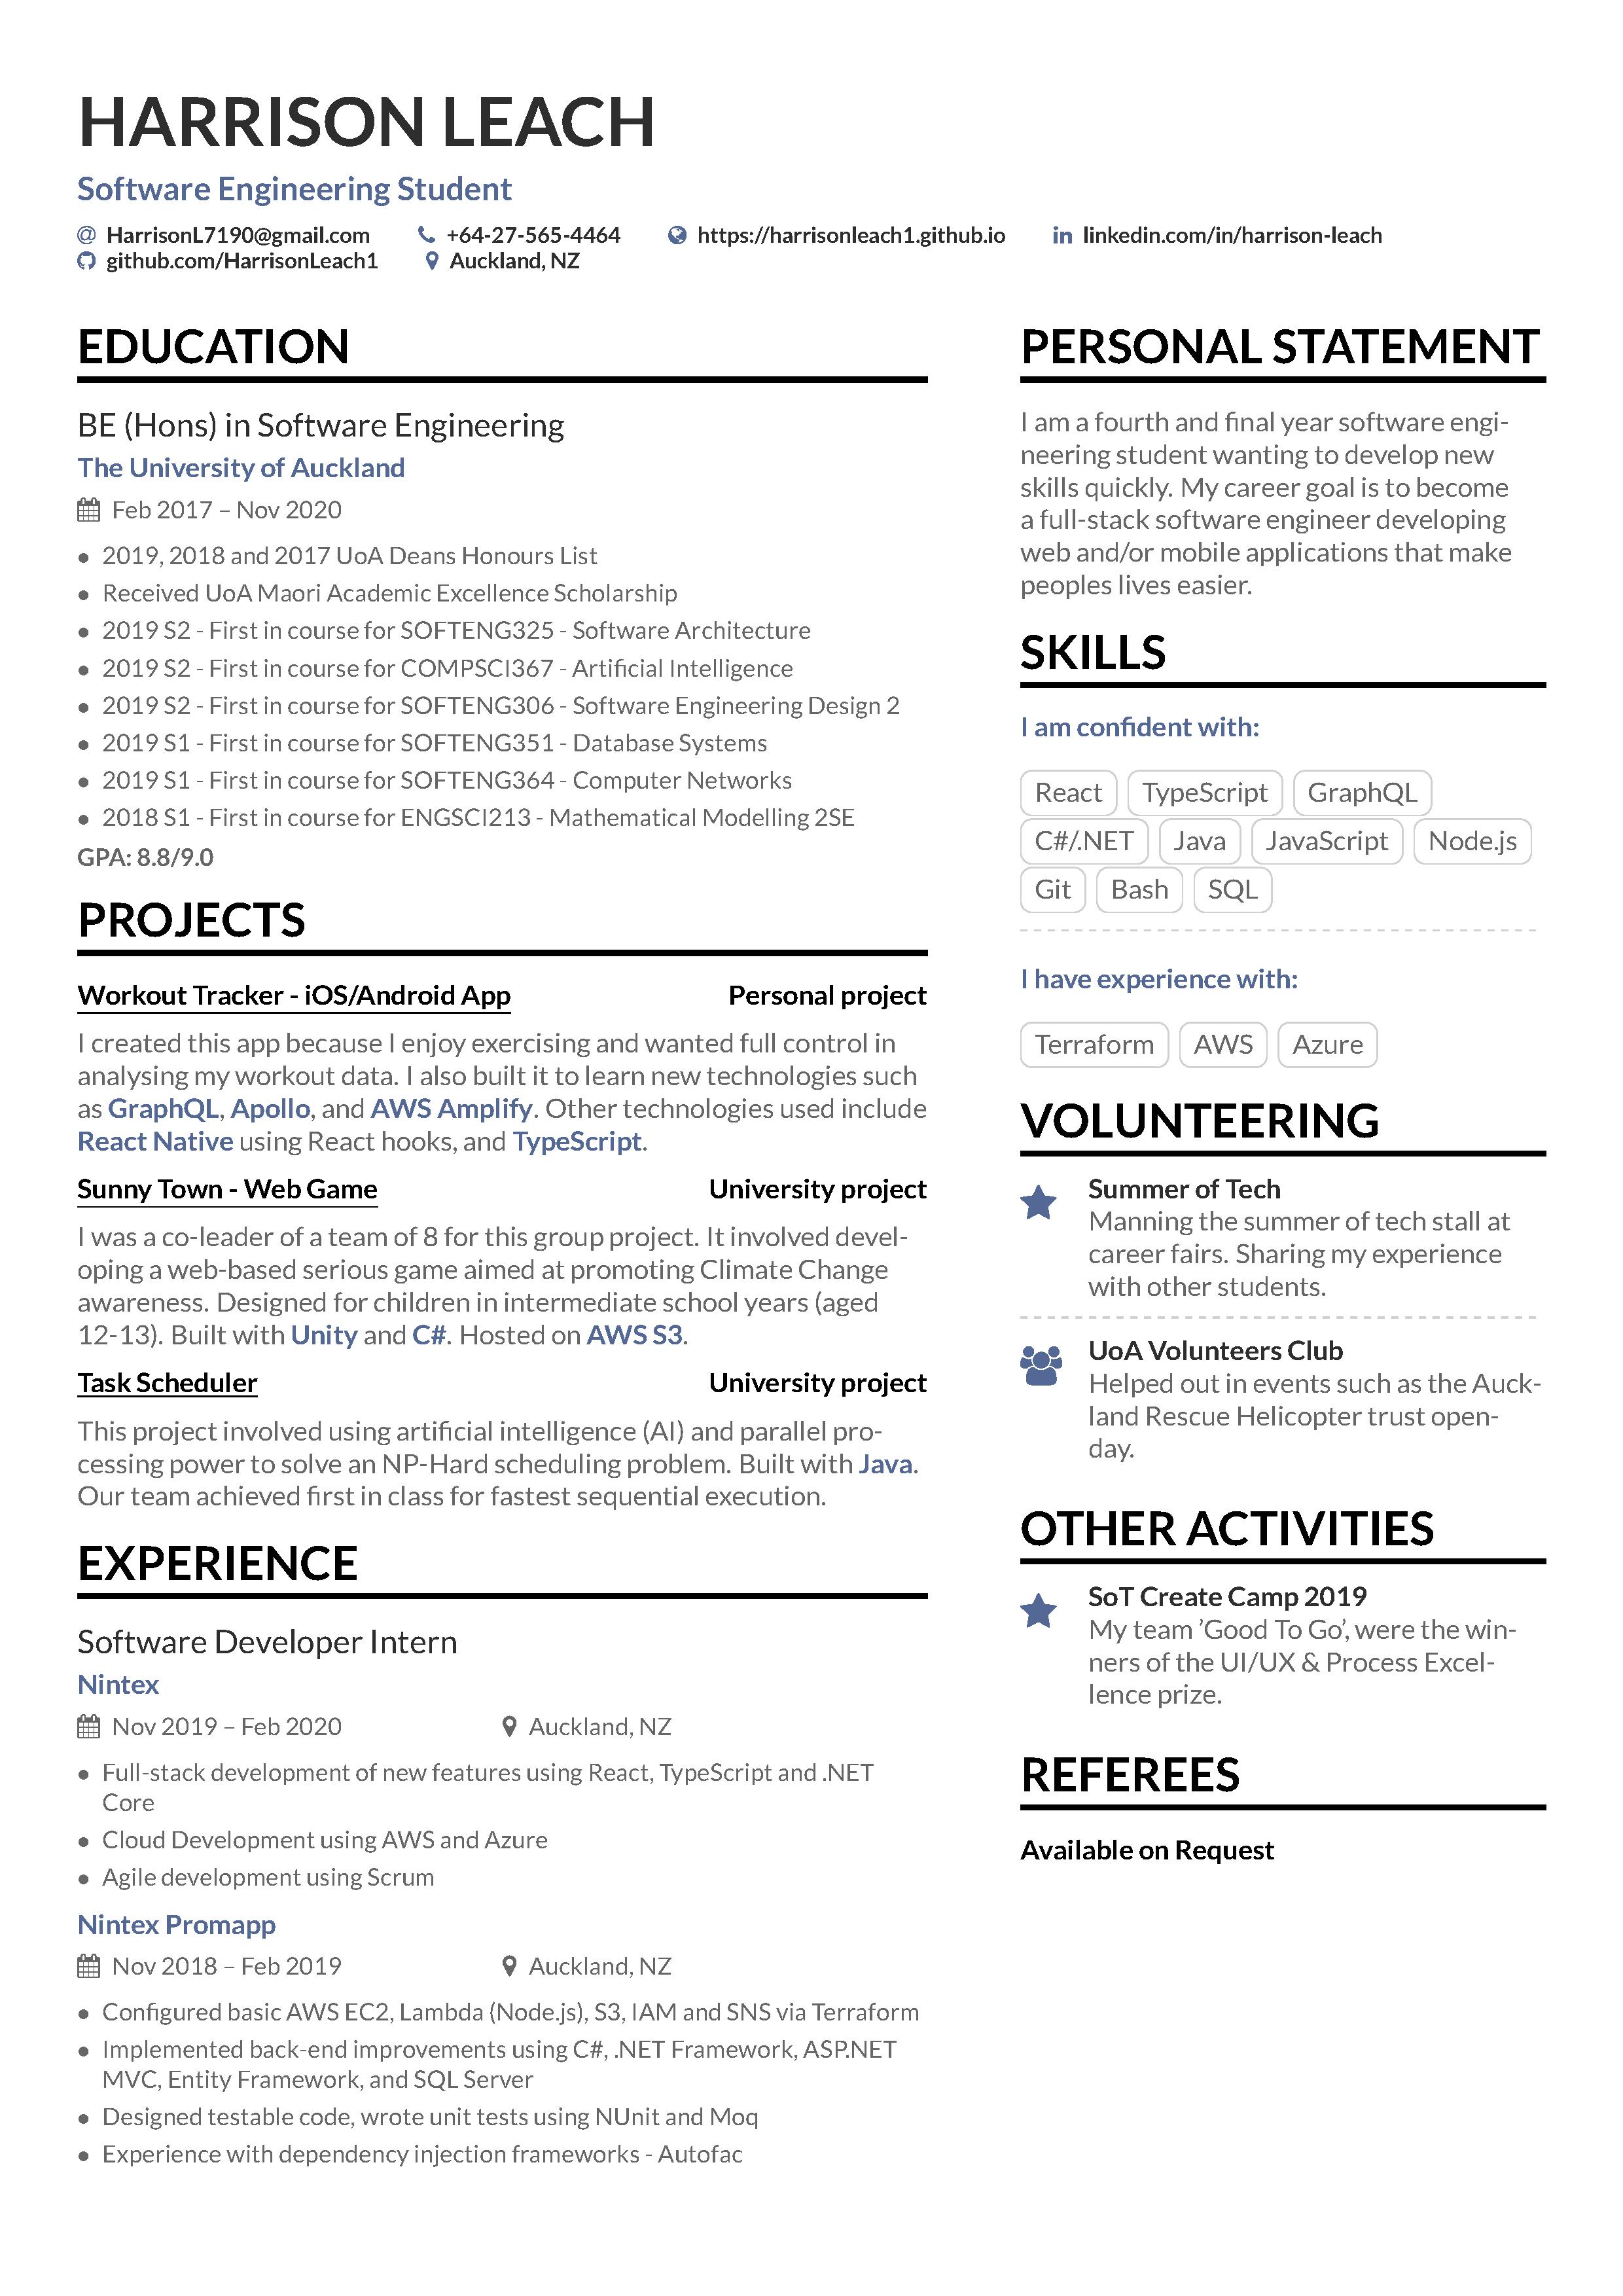 HARRISON LEACH
Software Engineering Student
@ HarrisonL7190@gmail.com +64-27-565-4464 https://harrisonleach1.github.io in linkedin.com/in/harrison-leach
github.com/HarrisonLeach1 Auckland, NZ
EDUCATION
BE (Hons) in Software Engineering
The University of Auckland
Feb 2017 – Nov 2020
• 2019, 2018 and 2017 UoA Deans Honours List
• Received UoA Maori Academic Excellence Scholarship
• 2019 S2 - First in course for SOFTENG325 - Software Architecture
• 2019 S2 - First in course for COMPSCI367 - Artificial Intelligence
• 2019 S2 - First in course for SOFTENG306 - Software Engineering Design 2
• 2019 S1 - First in course for SOFTENG351 - Database Systems
• 2019 S1 - First in course for SOFTENG364 - Computer Networks
• 2018 S1 - First in course for ENGSCI213 - Mathematical Modelling 2SE
GPA: 8.8/9.0
PROJECTS
Workout Tracker - iOS/Android App Personal project
I created this app because I enjoy exercising and wanted full control in
analysing my workout data. I also built it to learn new technologies such
as GraphQL, Apollo, and AWS Amplify. Other technologies used include
React Native using React hooks, and TypeScript.
Sunny Town - Web Game University project
I was a co-leader of a team of 8 for this group project. It involved devel-
oping a web-based serious game aimed at promoting Climate Change
awareness. Designed for children in intermediate school years (aged
12-13). Built with Unity and C#. Hosted on AWS S3.
Task Scheduler University project
This project involved using artificial intelligence (AI) and parallel pro-
cessing power to solve an NP-Hard scheduling problem. Built with Java.
Our team achieved first in class for fastest sequential execution.
EXPERIENCE
Software Developer Intern
Nintex
Nov 2019 – Feb 2020 Auckland, NZ
• Full-stack development of new features using React, TypeScript and .NET
Core
• Cloud Development using AWS and Azure
• Agile development using Scrum
Nintex Promapp
Nov 2018 – Feb 2019 Auckland, NZ
• Configured basic AWS EC2, Lambda (Node.js), S3, IAM and SNS via Terraform
• Implemented back-end improvements using C#, .NET Framework, ASP.NET
MVC, Entity Framework, and SQL Server
• Designed testable code, wrote unit tests using NUnit and Moq
• Experience with dependency injection frameworks - Autofac
PERSONAL STATEMENT
I am a fourth and final year software engi-
neering student wanting to develop new
skills quickly. My career goal is to become
a full-stack software engineer developing
web and/or mobile applications that make
peoples lives easier.
SKILLS
I am confident with:
React TypeScript GraphQL
C#/.NET Java JavaScript Node.js
Git Bash SQL
I have experience with:
Terraform AWS Azure
VOLUNTEERING
Summer of Tech
Manning the summer of tech stall at
career fairs. Sharing my experience
with other students.
UoA Volunteers Club
Helped out in events such as the Auck-
land Rescue Helicopter trust open-
day.
OTHER ACTIVITIES
SoT Create Camp 2019
My team ’Good To Go’, were the win-
ners of the UI/UX & Process Excel-
lence prize.
REFEREES
Available on Request